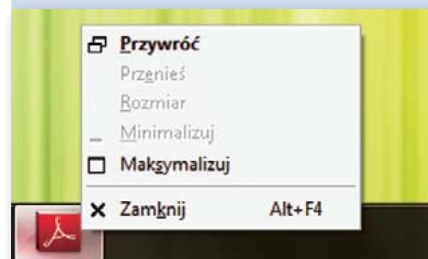 Przywróć
Przenieś
Rozmiar
Minimalizuj
Maksymalizuj
Zamknij Alt+F4